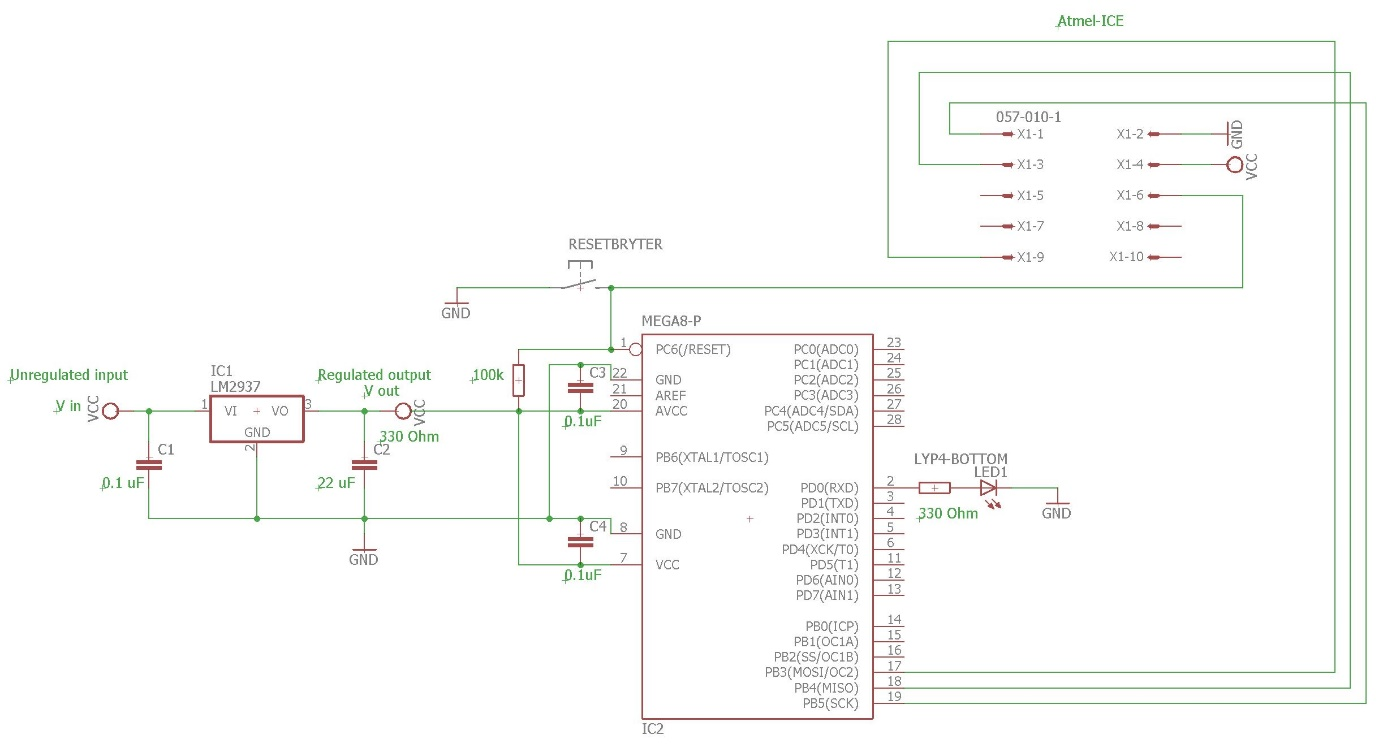 Atmel-ICE
057-010-1
X1-1
X1-2
GND
X1-3
X1-4
VCC
X1-5
X1-6
X1-7
X1-8
X1-9
X1-10
RESETBRYTER
GND
MEGA8-P
1
PC6(/RESET)
22
GND
21
AREF
20
AVCC
9
PB6(XTAL1/TOSC1)
10
PB7(XTAL2/TOSC2)
8
GND
7
VCC
PC0(ADC0)
23
PC1(ADC1)
24
PC2(ADC2)
25
PC3(ADC3)
26
PC4(ADC4/SDA)
27
PC5(ADC5/SCL)
28
PD0(RXD)
2
PD1(TXD)
3
PD2(INT0)
4
PD3(INT1)
5
PD4(XCK/T0)
6
PD5(T1)
11
PD6(AIN0)
12
PD7(AIN1)
13
PB0(ICP)
14
PB1(OC1A)
15
PB2(SS/OC1B)
16
PB3(MOSI/OC2)
17
PB4(MISO)
18
PB5(SCK)
19
IC2
Unregulated input
V in
VCC
IC1
LM2937
1
VI
VO
3
GND
2
Regulated output
V out
VCC
330 Ohm
C1
0.1 uF
C2
22 uF
GND
100k
C3
0.1uF
C4
0.1uF
LYP4-BOTTOM
LED1
330 Ohm
GND